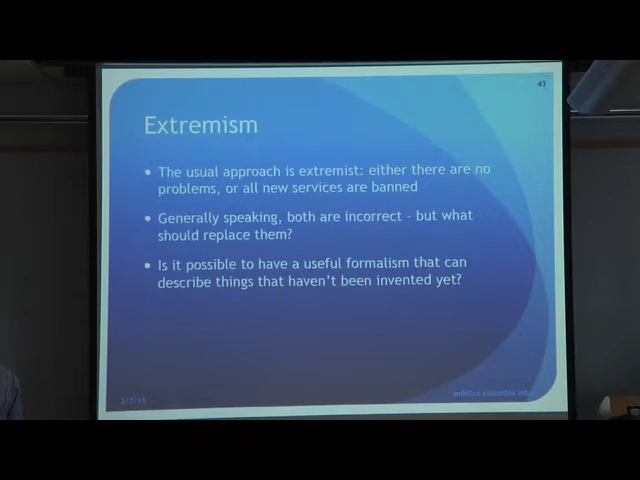 43
Extremism
• The usual approach is extremist: either there are no
problems, or all new services are banned
• Generally speaking, both are incorrect - but what
should replace them?
• Is it possible to have a useful formalism that can
describe things that haven't been invented yet?